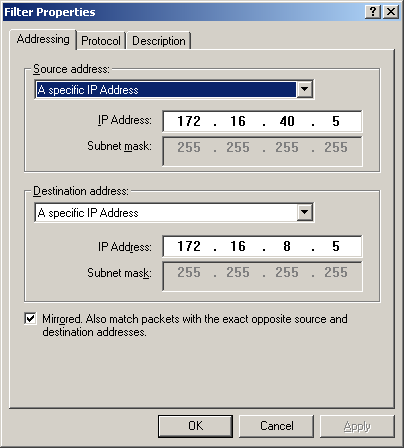 Filter Properties
Addressing Protocol Description
Source address:
A specific IP Address
IP Address: 172 . 16 . 40 . 5
Subnet mask: 255 . 255 . 255 . 255
Destination address:
A specific IP Address
IP Address: 172 . 16 . 8 . 5
Subnet mask: 255 . 255 . 255 . 255
Mirrored. Also match packets with the exact opposite source and
destination addresses.
OK Cancel Apply